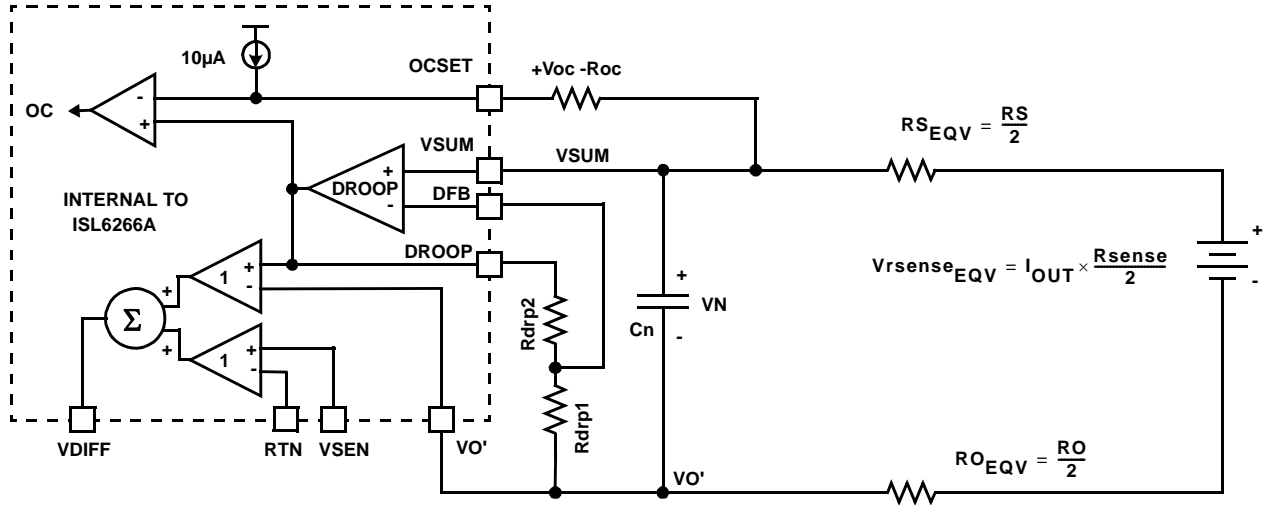 10µA
OCSET
+Voc -Roc
OC
-
+
VSUM
VSUM
+
DROOP
-
DFB
INTERNAL TO
ISL6266A
DROOP
+
1
-
+
Σ
+
+
1
-
Rdrp2
Rdrp1
+
VN
Cn
-
VDIFF
RTN
VSEN
VO'
VO'
RS_EQV = RS/2
Vrsense_EQV = I_OUT × Rsense/2
+
-
RO_EQV = RO/2